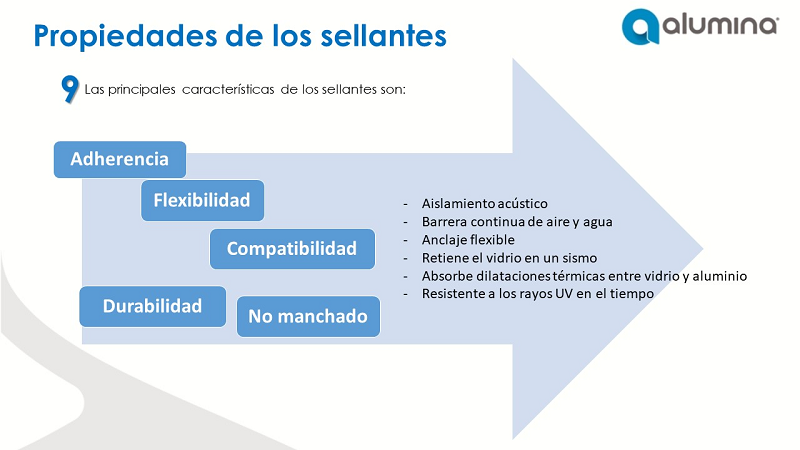 Propiedades de los sellantes
alumina
9 Las principales características de los sellantes son:
Adherencia
Flexibilidad
Compatibilidad
Durabilidad
No manchado
- Aislamiento acústico
- Barrera continua de aire y agua
- Anclaje flexible
- Retiene el vidrio en un sismo
- Absorbe dilataciones térmicas entre vidrio y aluminio
- Resistente a los rayos UV en el tiempo